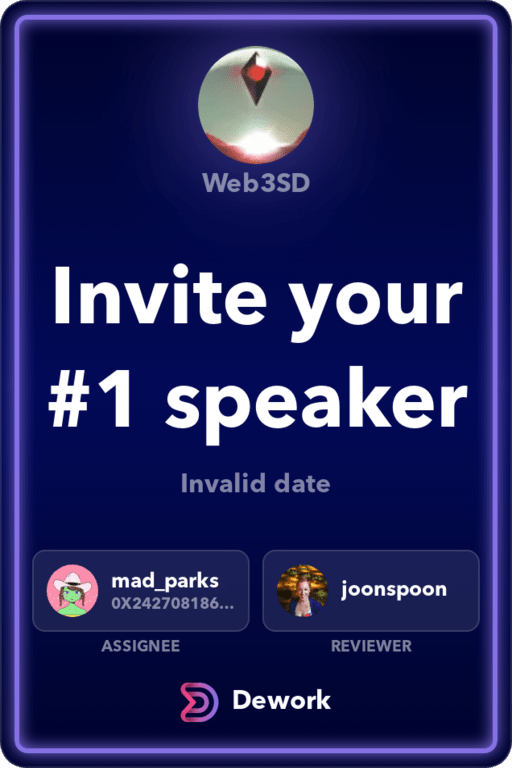 Web3SD
Invite your
#1 speaker
Invalid date
mad_parks
0X242708186...
joonspoon
ASSIGNEE
REVIEWER
Dework